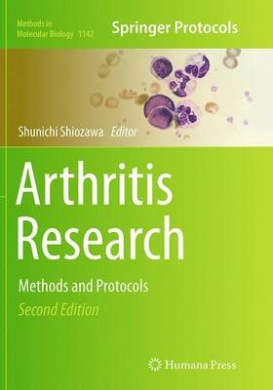 Methods in
Molecular Biology 1142
Springer Protocols
Shunichi Shiozawa Editor
Arthritis
Research
Methods and Protocols
Second Edition
Humana Press